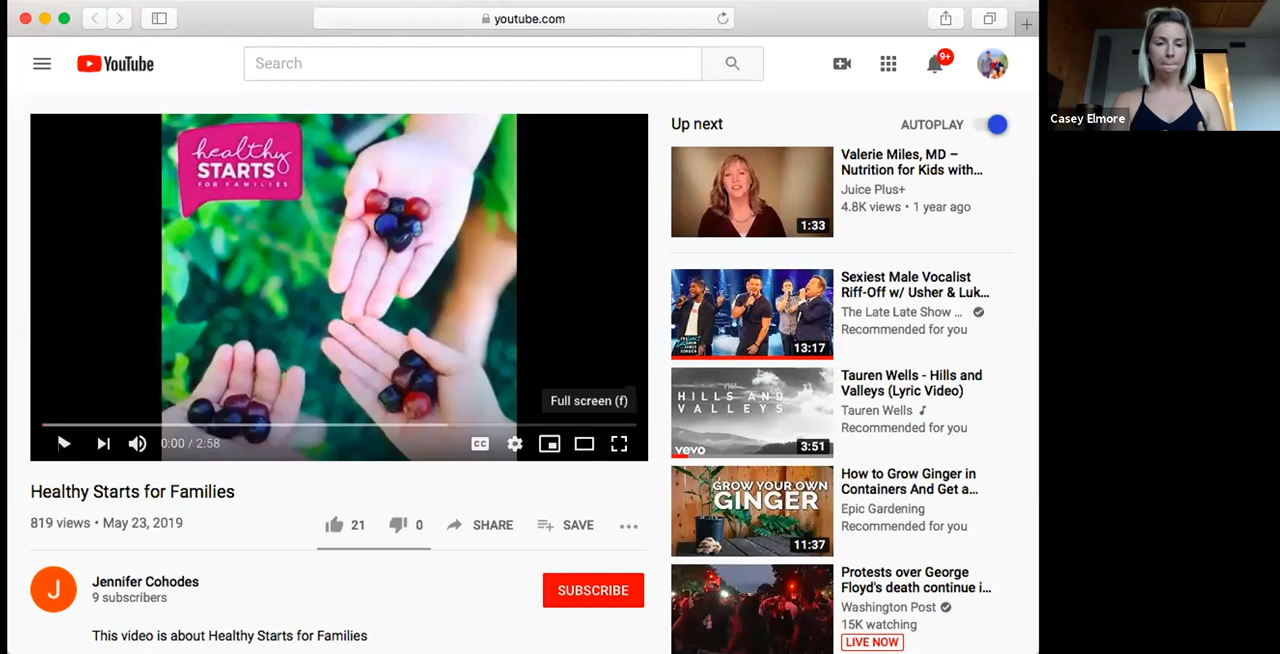 youtube.com
YouTube
Search
9+
Casey Elmore
healthy
STARTS
FOR FAMILIES
Full screen (f)
0:00 / 2:58
CC
Healthy Starts for Families
819 views • May 23, 2019
21
0
SHARE
SAVE
J
Jennifer Cohodes
9 subscribers
SUBSCRIBE
This video is about Healthy Starts for Families
Up next
AUTOPLAY
1:33
Valerie Miles, MD –
Nutrition for Kids with...
Juice Plus+
4.8K views • 1 year ago
13:17
Sexiest Male Vocalist
Riff-Off w/ Usher & Luk...
The Late Late Show ...
Recommended for you
HILLS AND
VALLEYS
vevo
3:51
Tauren Wells - Hills and
Valleys (Lyric Video)
Tauren Wells
Recommended for you
GROW YOUR OWN
GINGER
11:37
How to Grow Ginger in
Containers And Get a...
Epic Gardening
Recommended for you
Protests over George
Floyd's death continue i...
Washington Post
15K watching
LIVE NOW